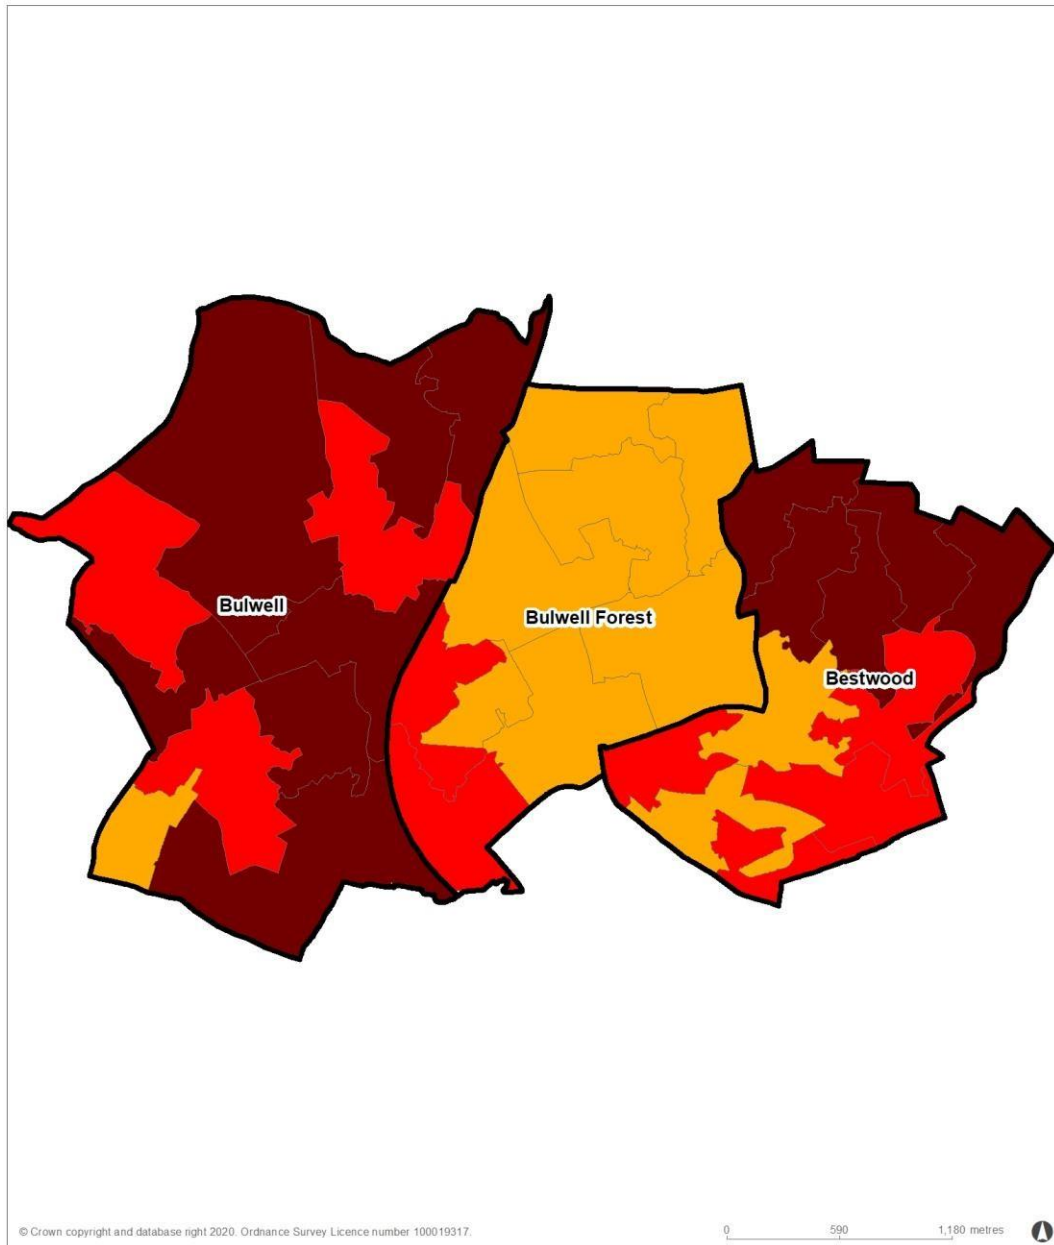 Bulwell
Bulwell Forest
Bestwood
© Crown copyright and database right 2020. Ordnance Survey Licence number 100019317.
0 590 1,180 metres